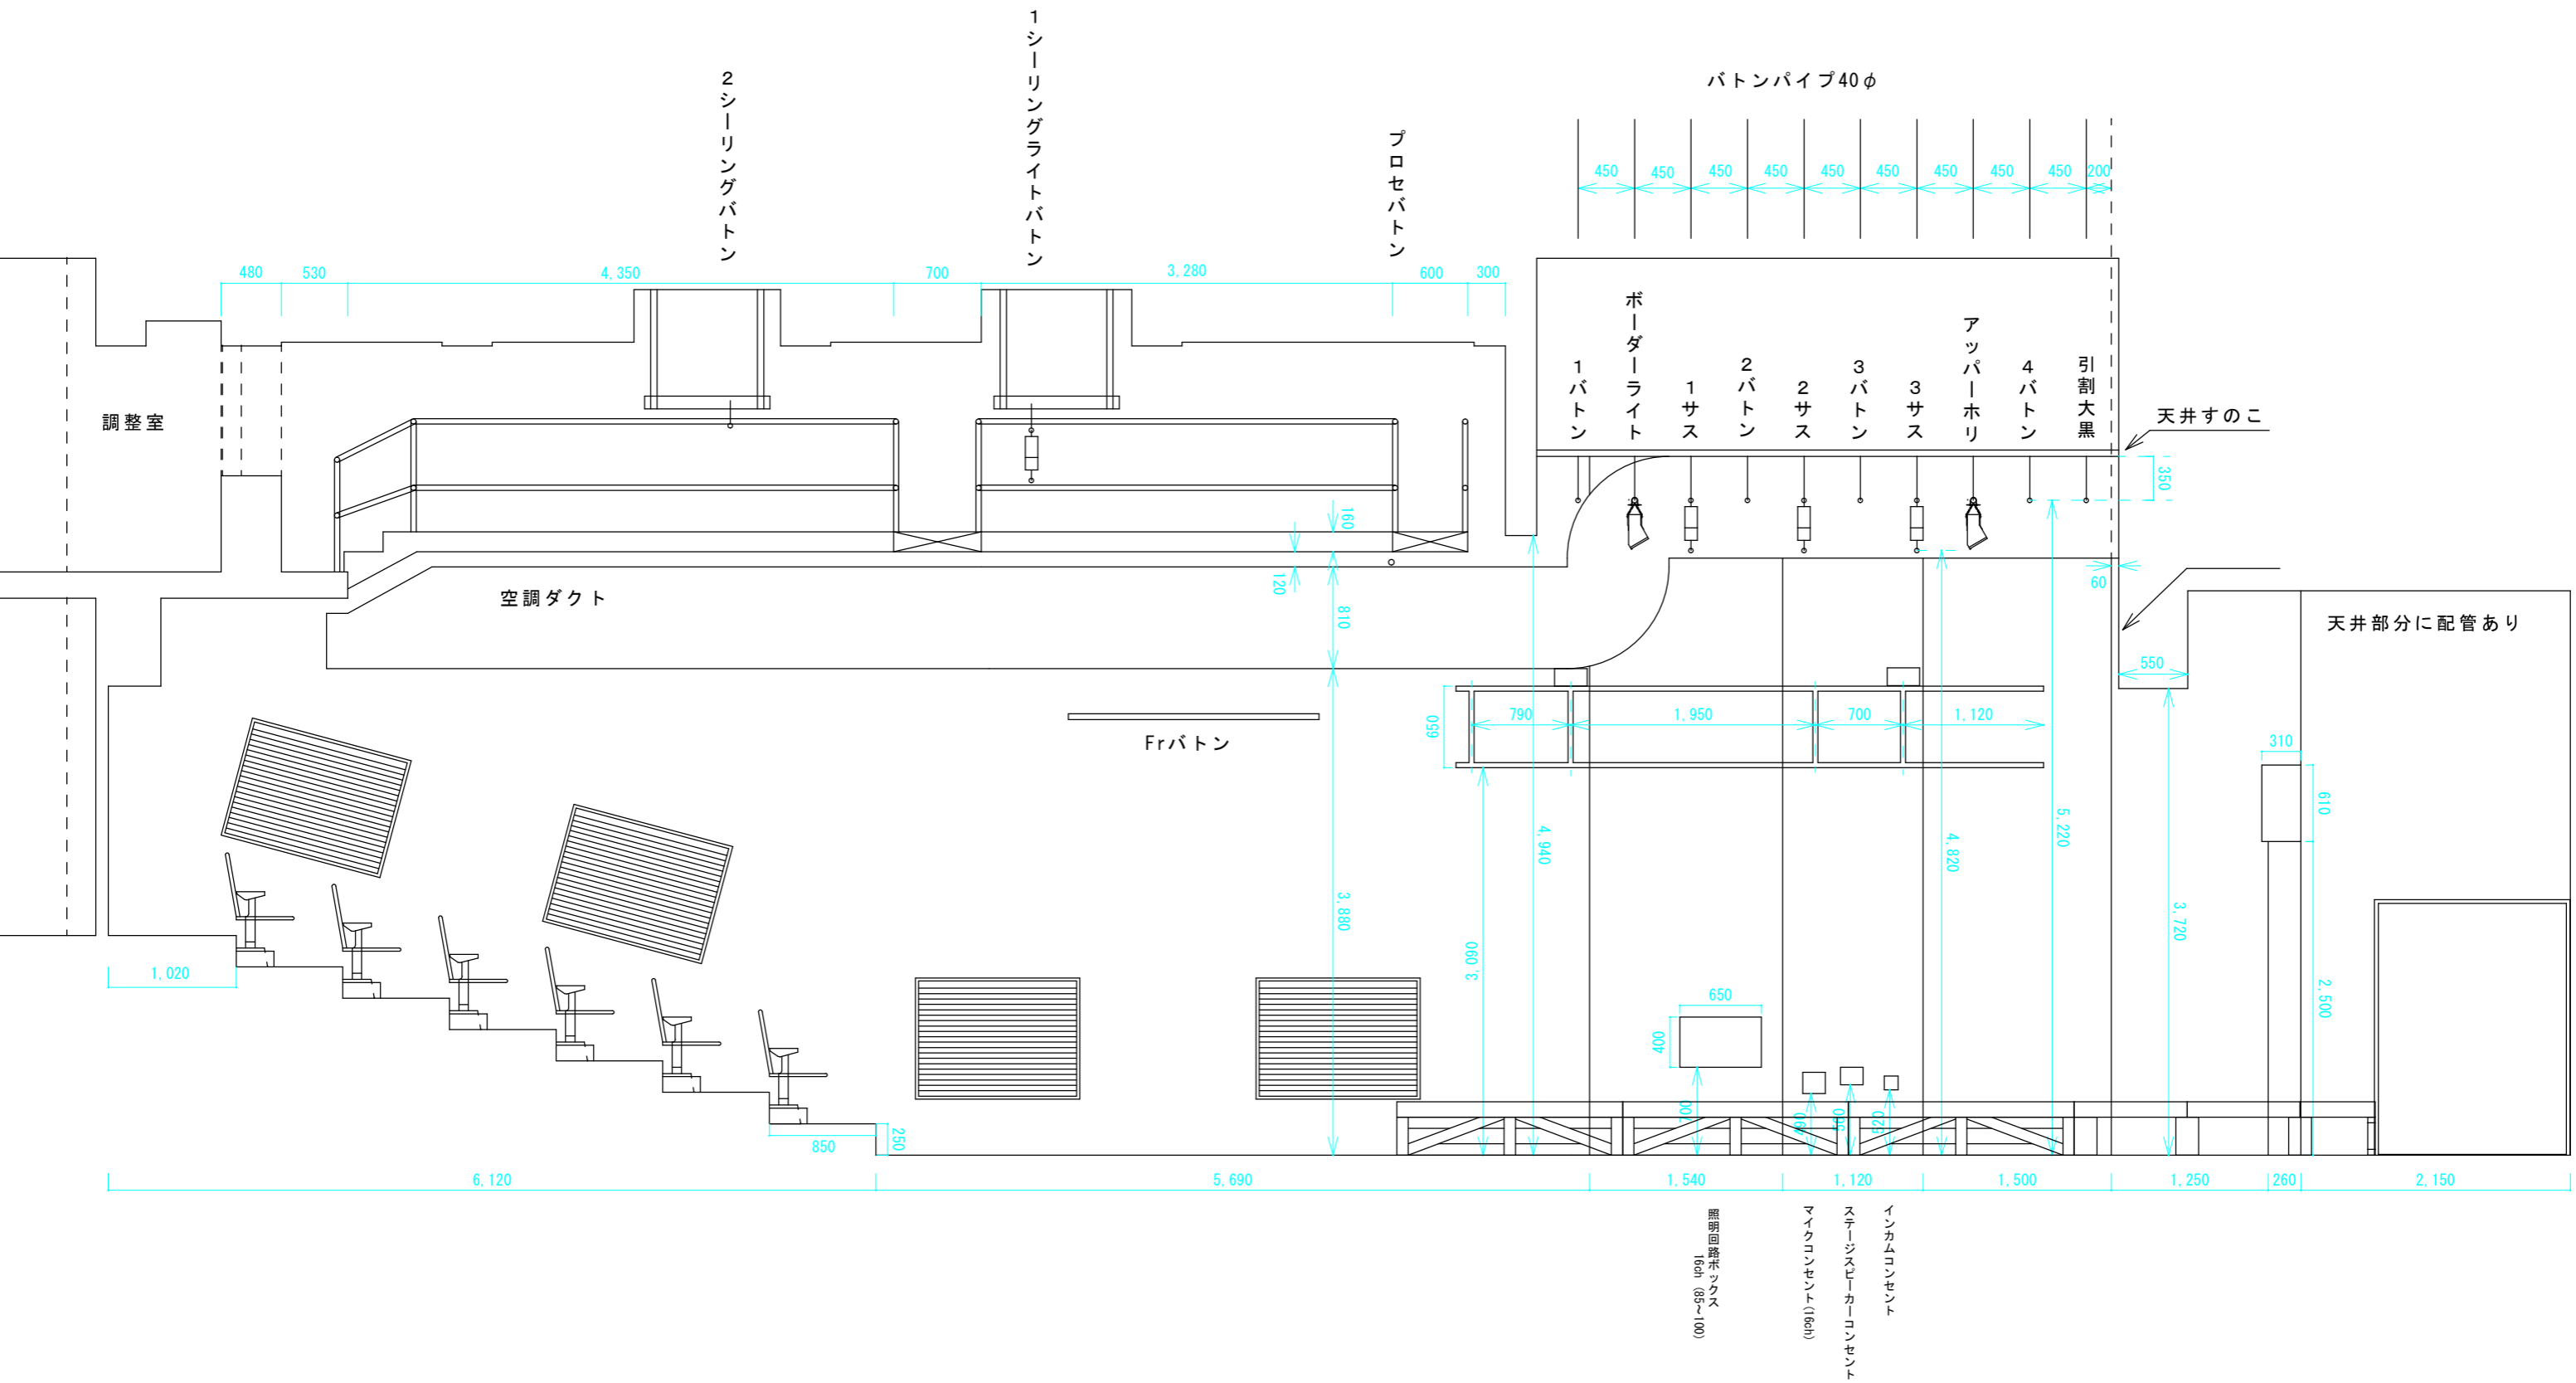 1シーリングライトバトン
2シーリングバトン
プロセバトン
バトンパイプ40φ
450
450
450
450
450
450
450
450
450
200
480
530
4,350
700
3,280
600
300
調整室
1バトン
ボーダーライト
1サス
2バトン
2サス
3バトン
3サス
アッパーホリ
4バトン
引割大黒
天井すのこ
350
160
120
60
空調ダクト
810
天井部分に配管あり
550
650
790
1,950
700
1,120
Frバトン
310
610
4,940
4,820
5,220
3,880
3,090
3,720
2,500
1,020
650
400
700
490
560
520
850
250
6,120
5,690
1,540
1,120
1,500
1,250
260
2,150
照明回路ボックス
16ch (85~100)
マイクコンセント(16ch)
ステージスピーカーコンセント
インカムコンセント